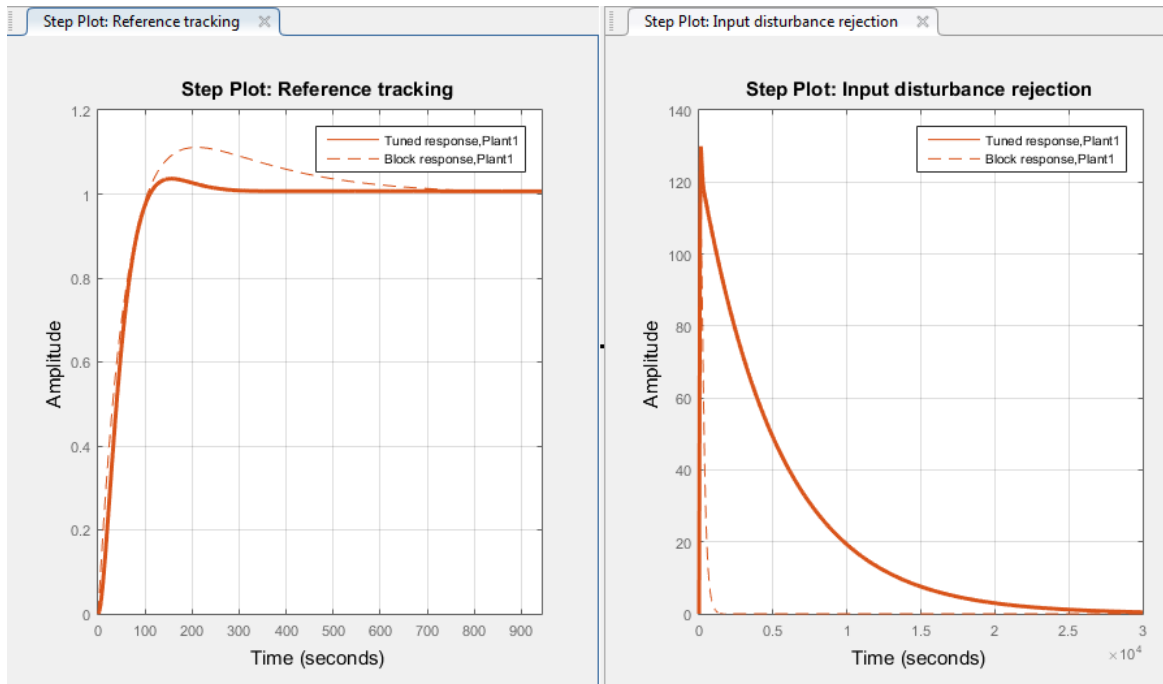 Step Plot: Reference tracking
Step Plot: Input disturbance rejection
Step Plot: Reference tracking
1.2
1
0.8
0.6
0.4
0.2
0
Amplitude
Tuned response,Plant1
Block response,Plant1
0 100 200 300 400 500 600 700 800 900
Time (seconds)
Step Plot: Input disturbance rejection
140
120
100
80
60
40
20
0
Amplitude
Tuned response,Plant1
Block response,Plant1
0 0.5 1 1.5 2 2.5 3
×10⁴
Time (seconds)